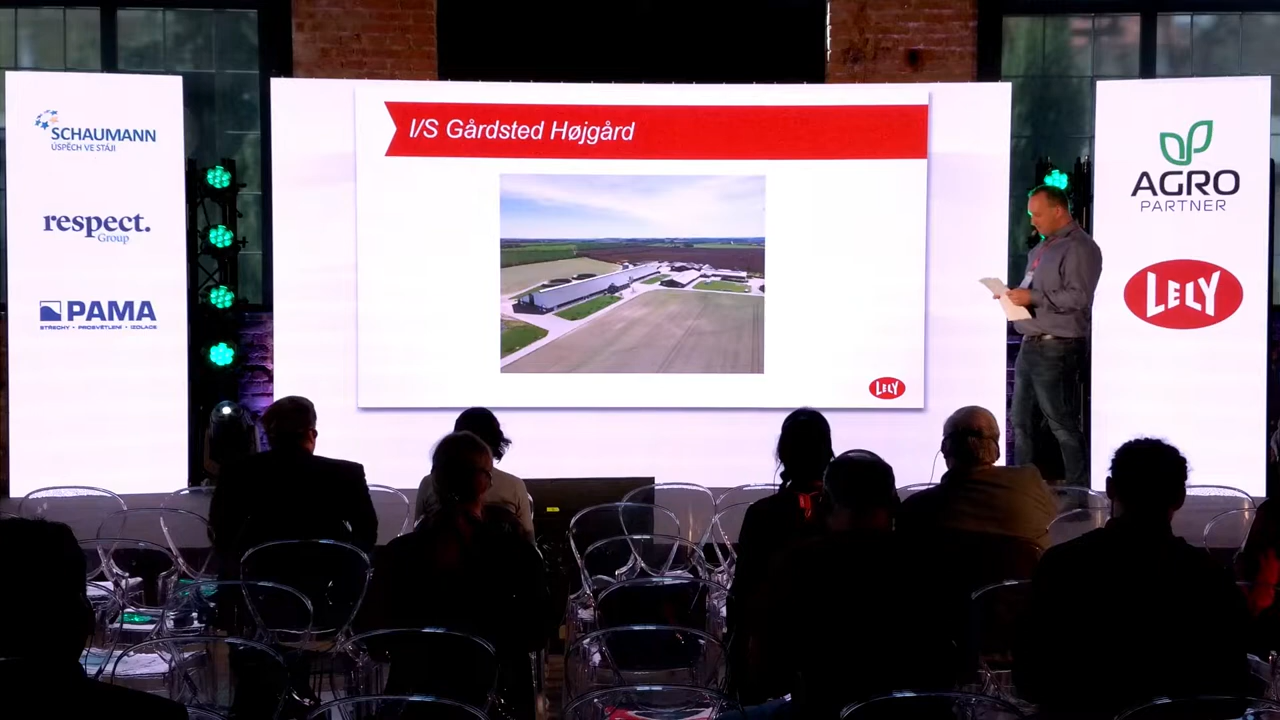 SCHAUMANN
ÚSPĚCH VE STÁJI
respect.
Group
PAMA
STŘECHY • PROSVĚTLENÍ • IZOLACE
I/S Gårdsted Højgård
LELY
AGRO
PARTNER
LELY